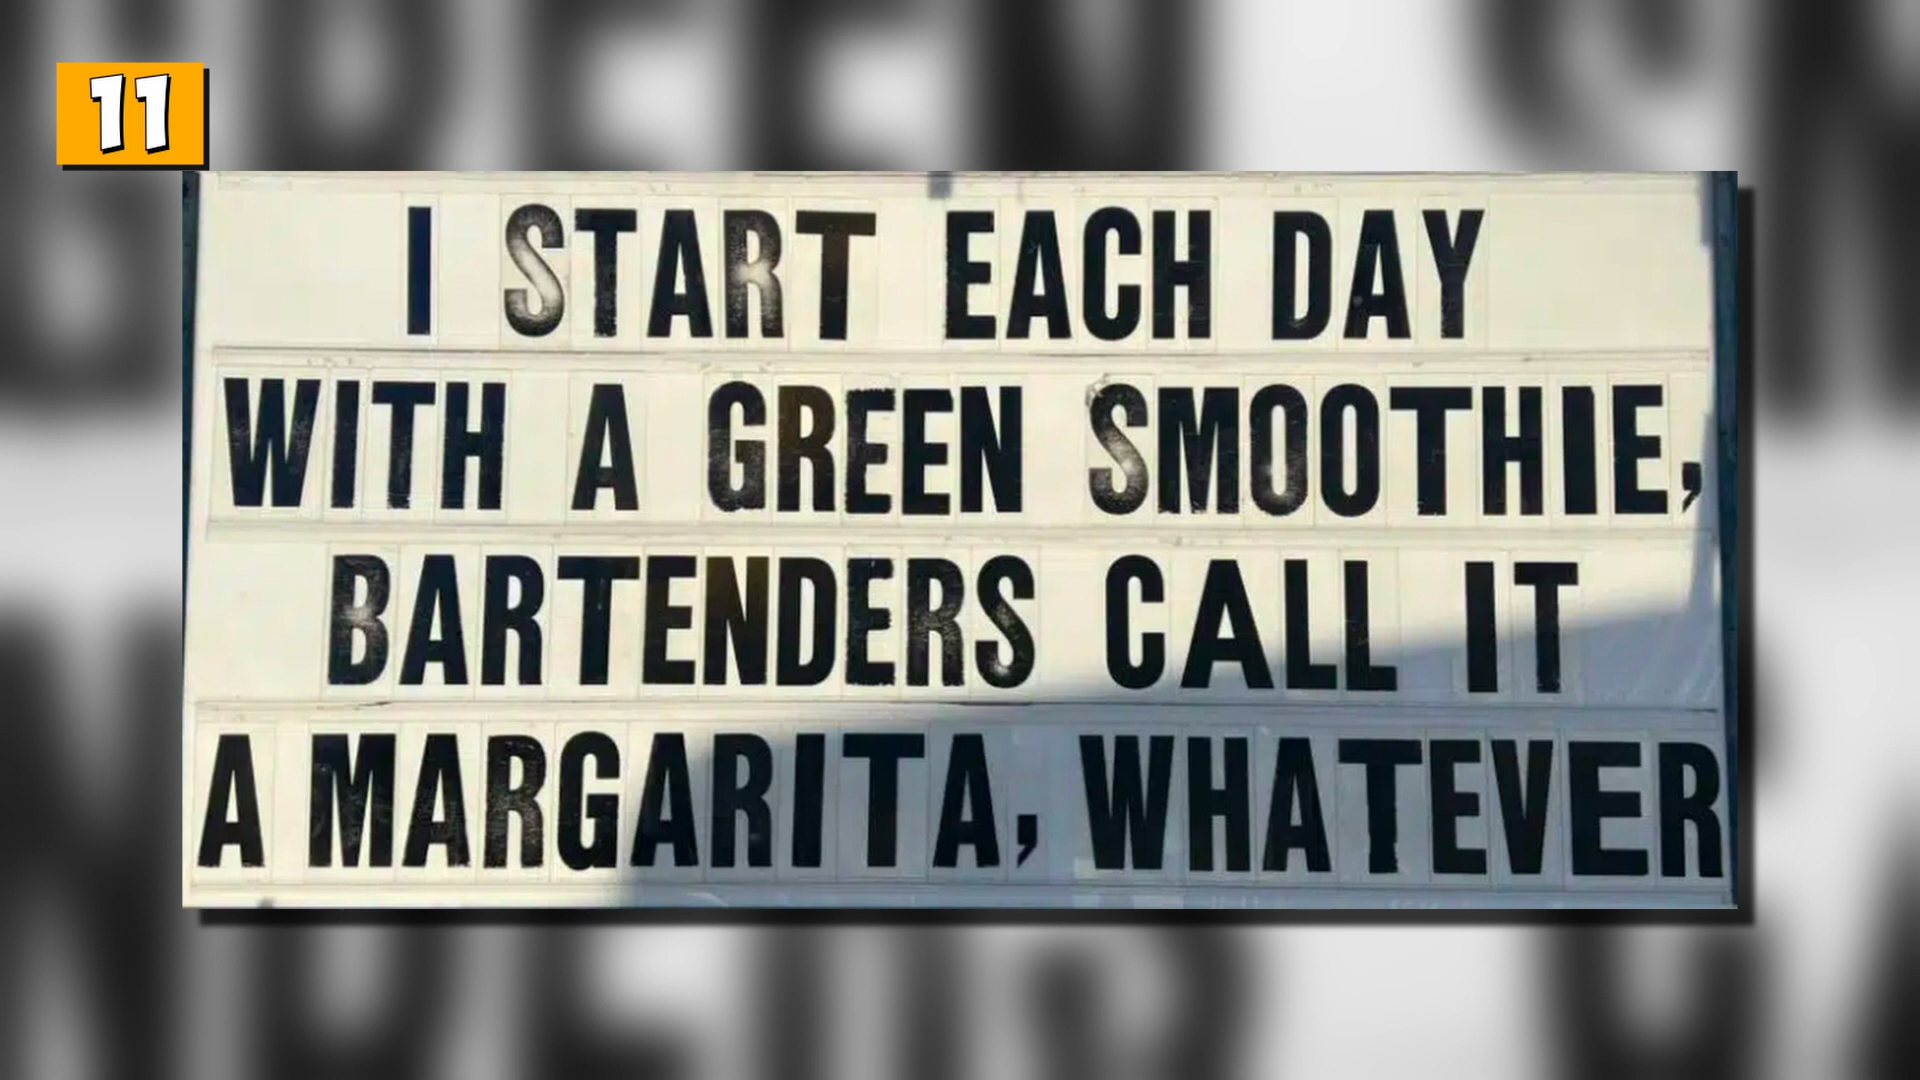 11
I START EACH DAY
WITH A GREEN SMOOTHIE,
BARTENDERS CALL IT
A MARGARITA, WHATEVER